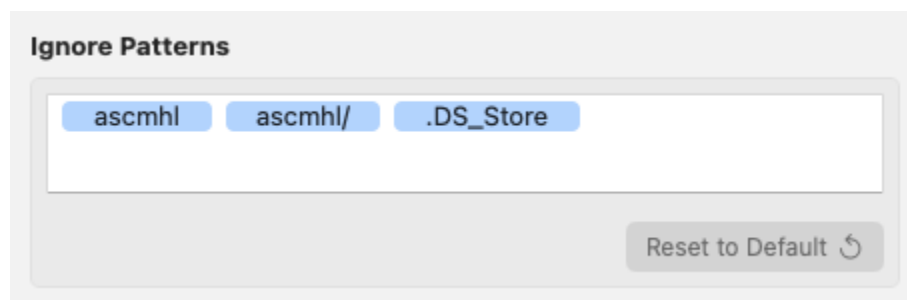 Ignore Patterns
ascmhl ascmhl/ .DS_Store
Reset to Default